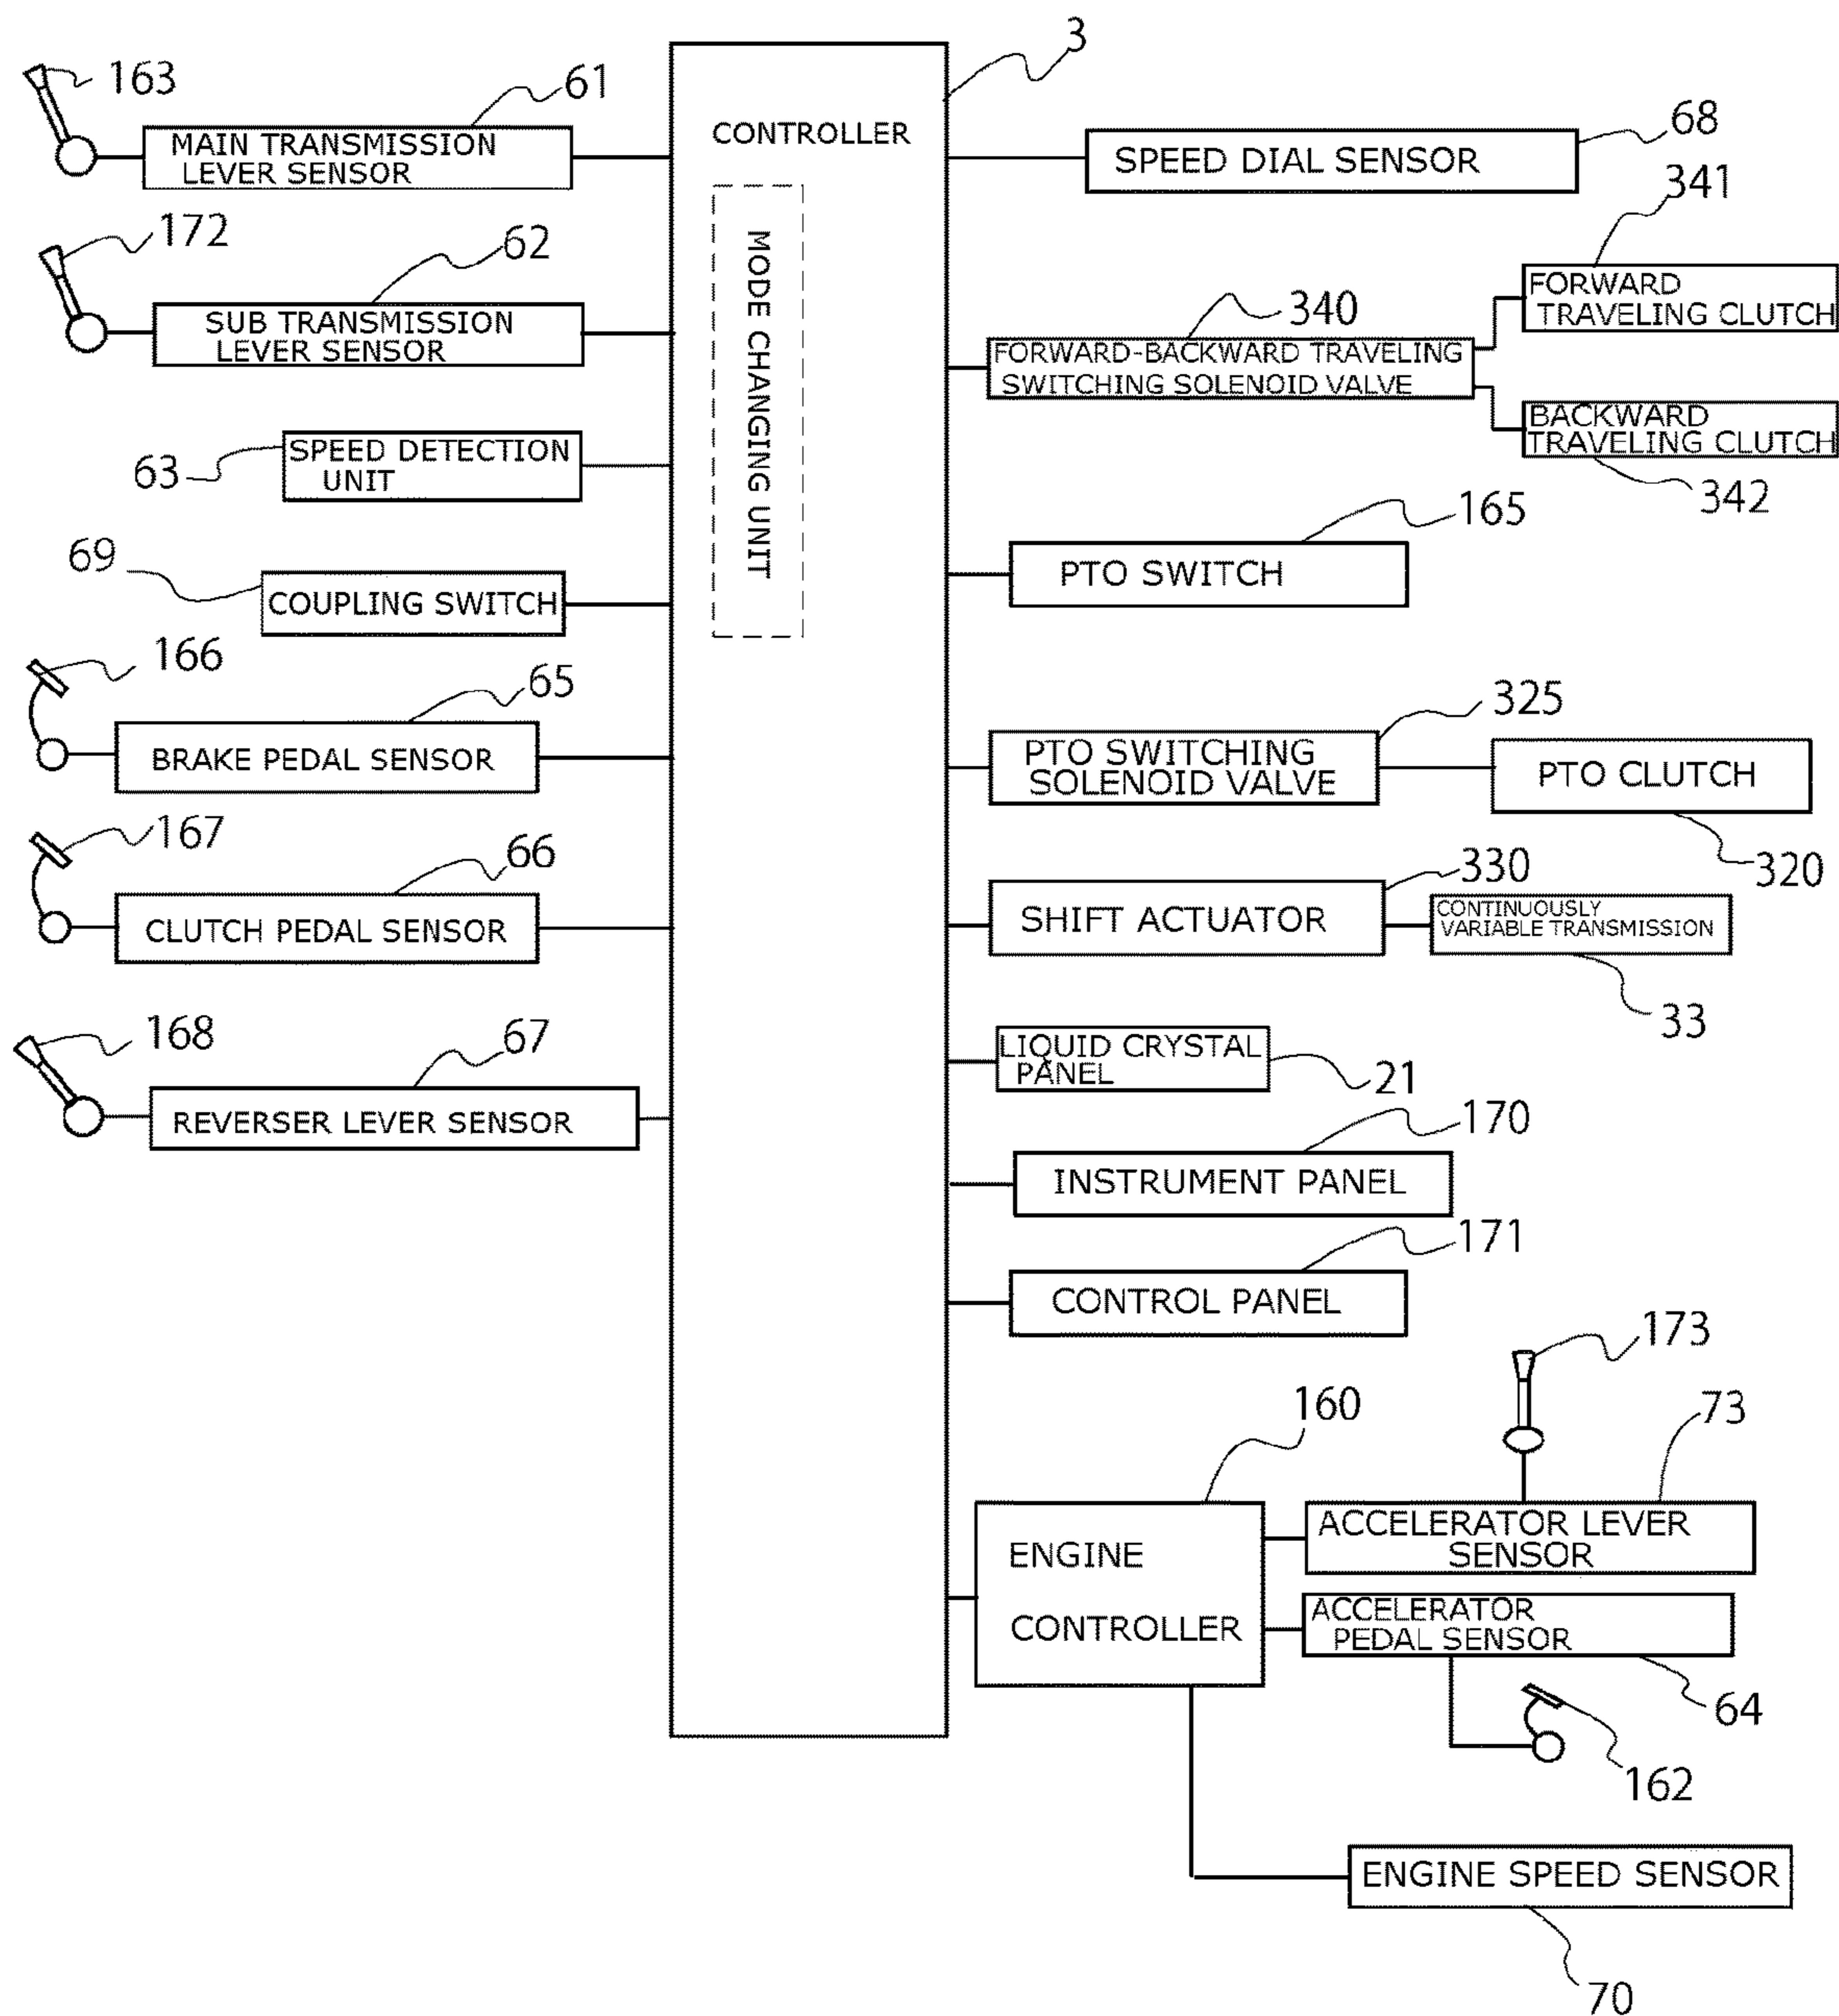 3
163
61
MAIN TRANSMISSION
LEVER SENSOR
172
62
SUB TRANSMISSION
LEVER SENSOR
63
SPEED DETECTION
UNIT
69
COUPLING SWITCH
166
65
BRAKE PEDAL SENSOR
167
66
CLUTCH PEDAL SENSOR
168
67
REVERSER LEVER SENSOR
CONTROLLER
MODE CHANGING UNIT
68
SPEED DIAL SENSOR
341
FORWARD
TRAVELING CLUTCH
340
FORWARD-BACKWARD TRAVELING
SWITCHING SOLENOID VALVE
BACKWARD
TRAVELING CLUTCH
342
165
PTO SWITCH
325
PTO SWITCHING
SOLENOID VALVE
PTO CLUTCH
320
330
SHIFT ACTUATOR
CONTINUOUSLY
VARIABLE TRANSMISSION
33
LIQUID CRYSTAL
PANEL
21
170
INSTRUMENT PANEL
171
CONTROL PANEL
173
160
73
ENGINE
CONTROLLER
ACCELERATOR LEVER
SENSOR
ACCELERATOR
PEDAL SENSOR
64
162
ENGINE SPEED SENSOR
70